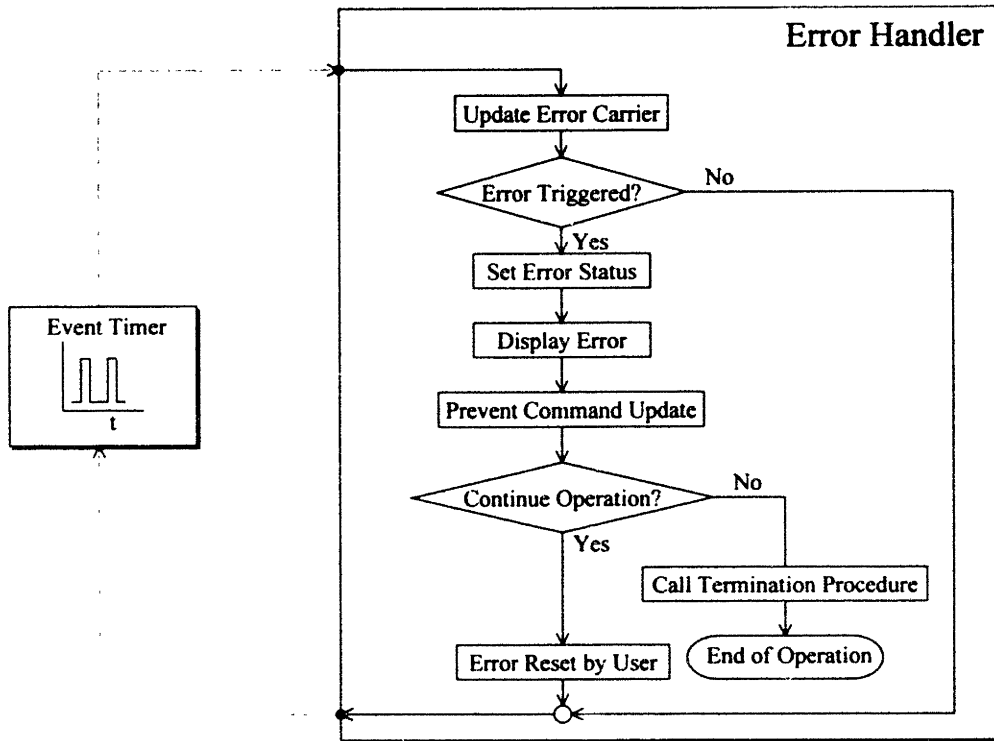 Error Handler
Update Error Carrier
Error Triggered?
No
Yes
Set Error Status
Event Timer
t
Display Error
Prevent Command Update
Continue Operation?
No
Yes
Call Termination Procedure
Error Reset by User
End of Operation